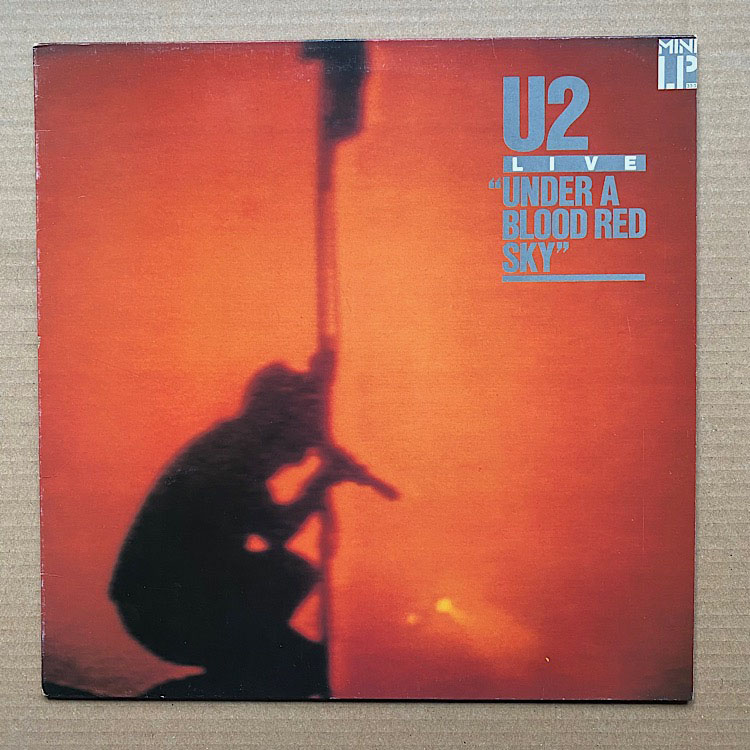 MINI
LP
U2
LIVE
“UNDER A
BLOOD RED
SKY”